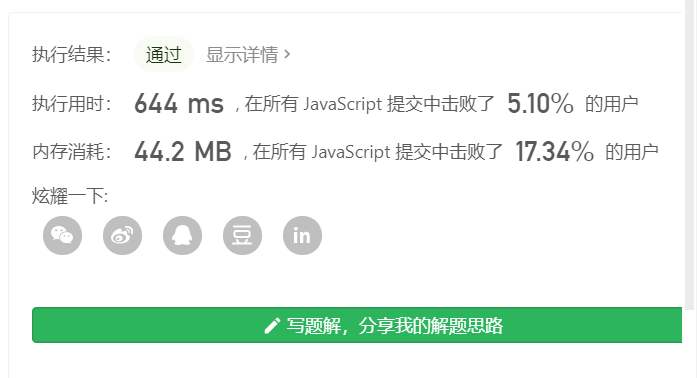 执行结果： 通过 显示详情 >
执行用时： 644 ms , 在所有 JavaScript 提交中击败了 5.10% 的用户
内存消耗： 44.2 MB , 在所有 JavaScript 提交中击败了 17.34% 的用户
炫耀一下:
豆 in
写题解，分享我的解题思路